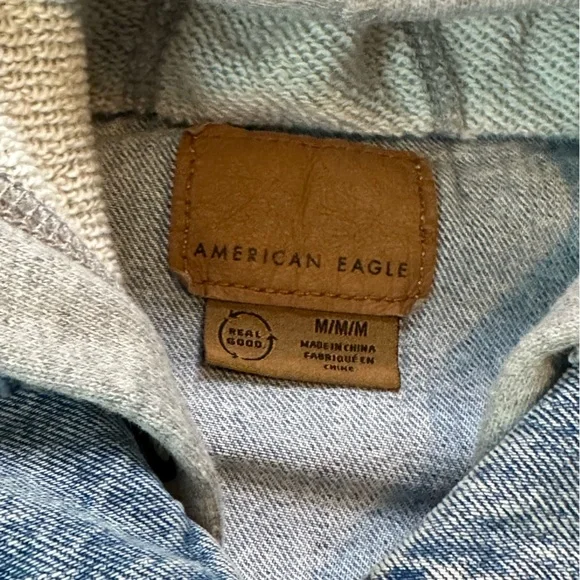 AMERICAN EAGLE
REAL
GOOD
M/M/M
MADE IN CHINA
FABRIQUÉ EN
CHINE